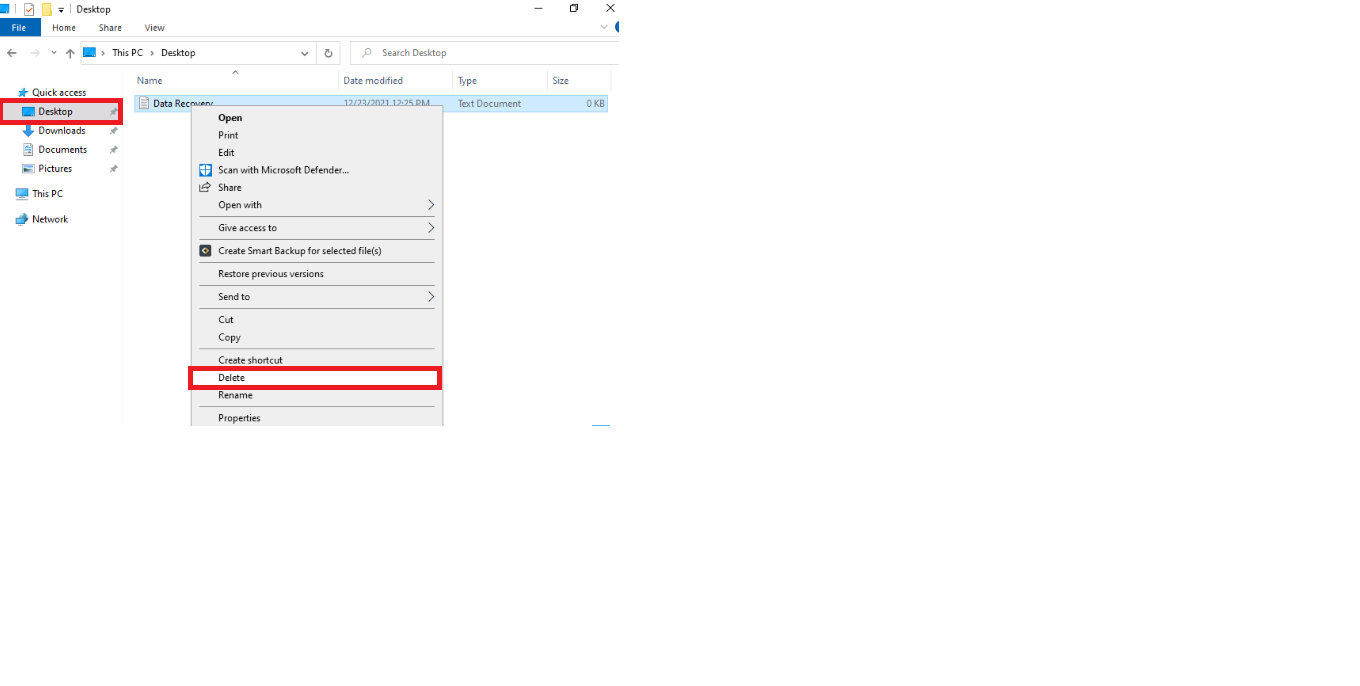 Desktop
File Home Share View
This PC Desktop Search Desktop
Name Date modified Type Size
Quick access
Data Recovery 12/23/2021 12:25 PM Text Document 0 KB
Desktop
Downloads
Documents
Pictures
This PC
Network
Open
Print
Edit
Scan with Microsoft Defender...
Share
Open with
Give access to
Create Smart Backup for selected file(s)
Restore previous versions
Send to
Cut
Copy
Create shortcut
Delete
Rename
Properties